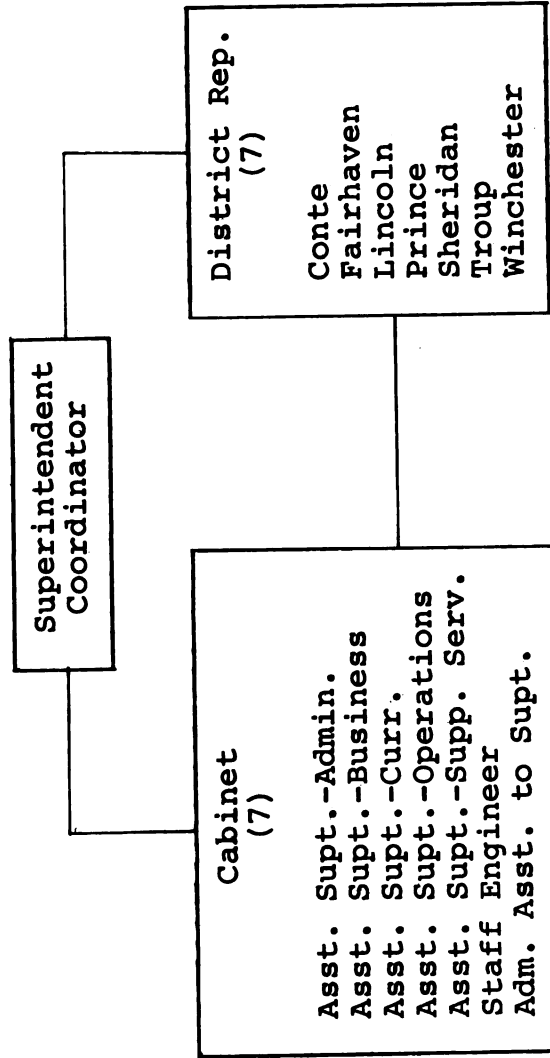 Superintendent
Coordinator
Cabinet
(7)
Asst. Supt.-Admin.
Asst. Supt.-Business
Asst. Supt.-Curr.
Asst. Supt.-Operations
Asst. Supt.-Supp. Serv.
Staff Engineer
Adm. Asst. to Supt.
District Rep.
(7)
Conte
Fairhaven
Lincoln
Prince
Sheridan
Troup
Winchester